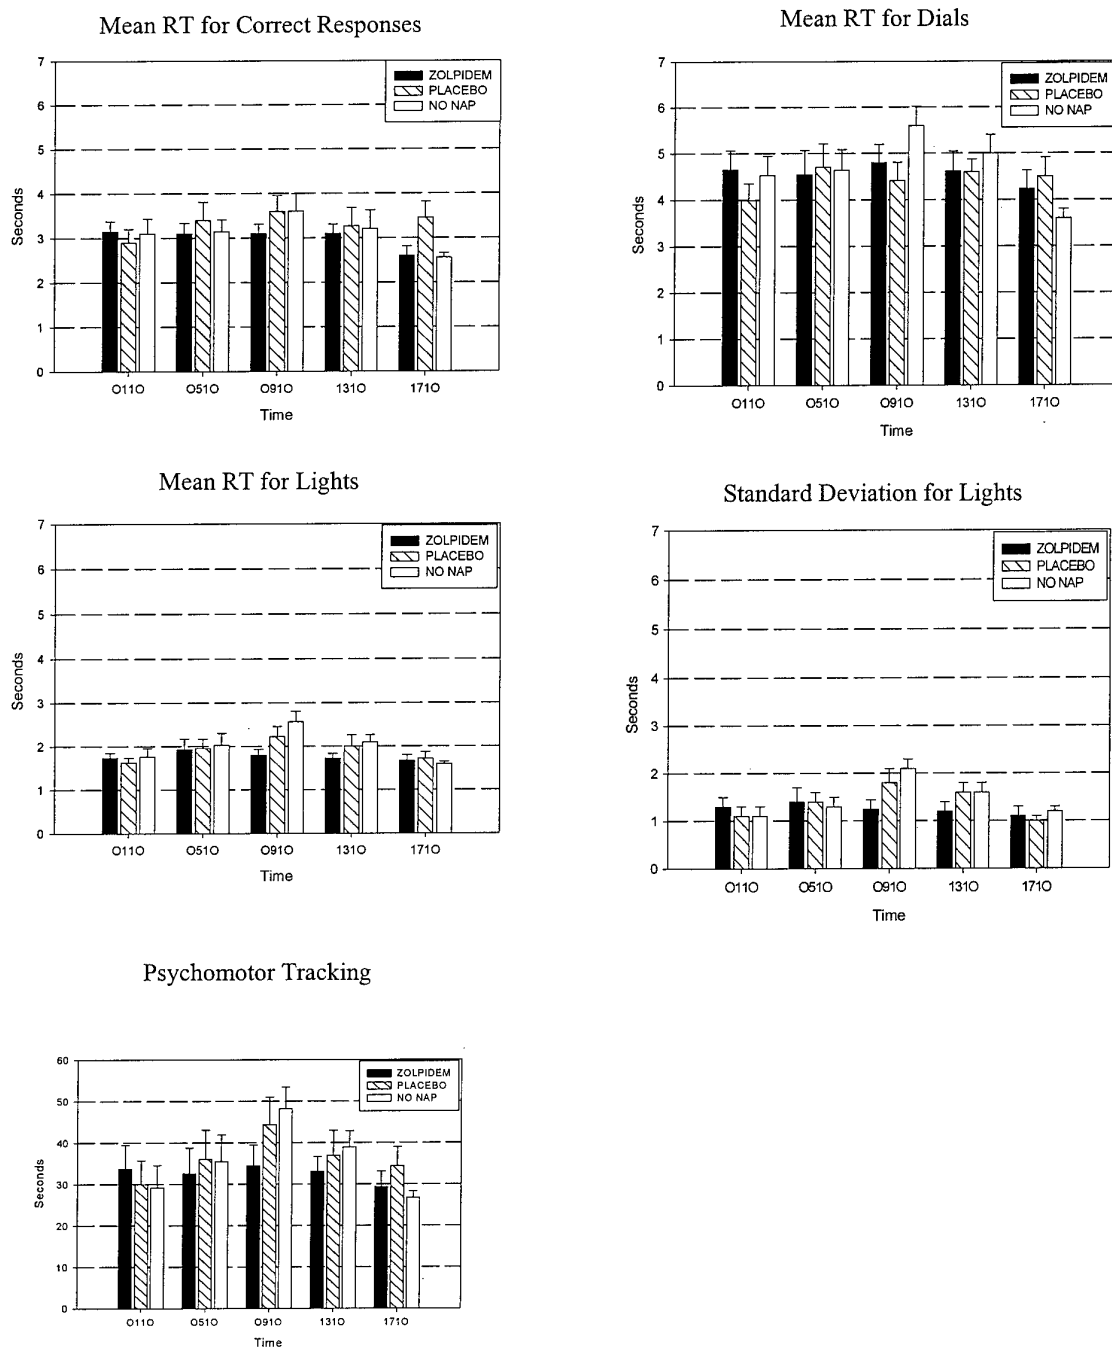 Mean RT for Correct Responses
7
6
5
4
3
2
1
0
Seconds
ZOLPIDEM
PLACEBO
NO NAP
O11O
O51O
O91O
131O
171O
Time
Mean RT for Dials
7
6
5
4
3
2
1
0
Seconds
ZOLPIDEM
PLACEBO
NO NAP
O11O
O51O
O91O
131O
171O
Time
Mean RT for Lights
7
6
5
4
3
2
1
0
Seconds
ZOLPIDEM
PLACEBO
NO NAP
O11O
O51O
O91O
131O
171O
Time
Standard Deviation for Lights
7
6
5
4
3
2
1
0
Seconds
ZOLPIDEM
PLACEBO
NO NAP
O11O
O51O
O91O
131O
171O
Time
Psychomotor Tracking
60
50
40
30
20
10
0
Seconds
ZOLPIDEM
PLACEBO
NO NAP
O11O
O51O
O91O
131O
171O
Time